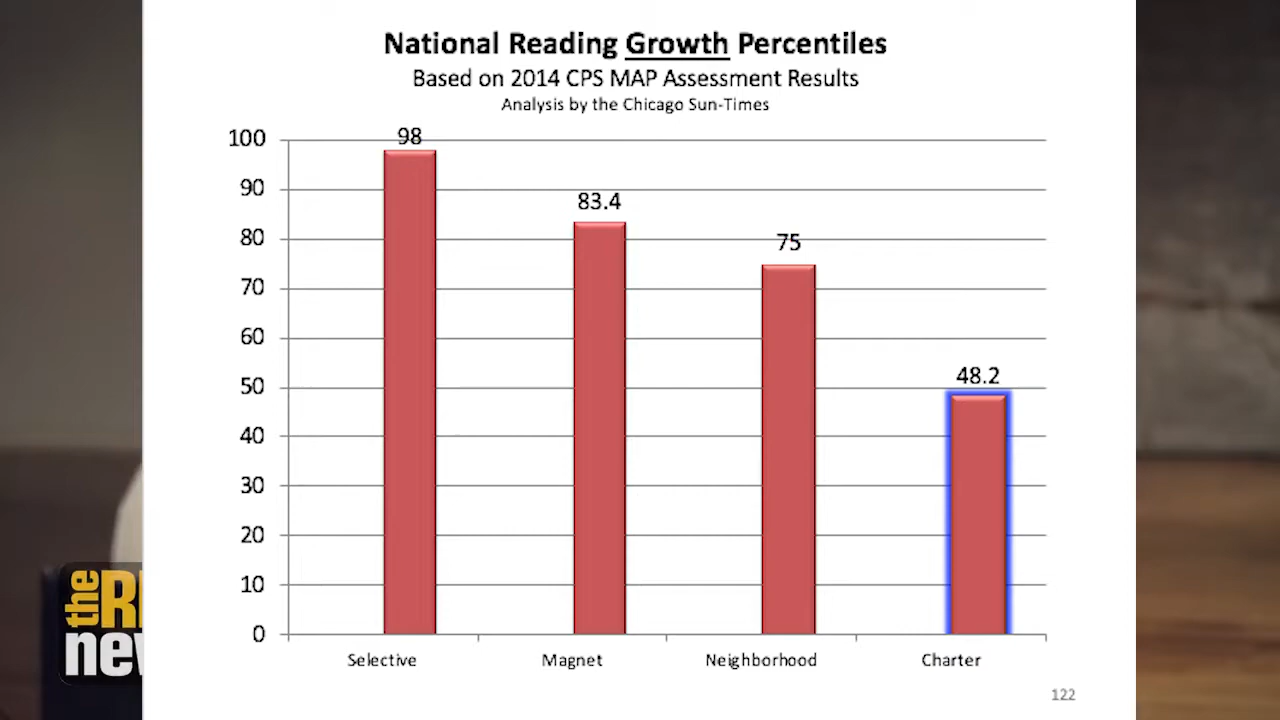 National Reading Growth Percentiles
Based on 2014 CPS MAP Assessment Results
Analysis by the Chicago Sun-Times
100
90
80
70
60
50
40
30
20
10
0
98
83.4
75
48.2
Selective
Magnet
Neighborhood
Charter
122
the
new